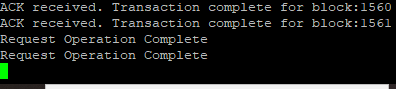 ACK received. Transaction complete for block:1560
ACK received. Transaction complete for block:1561
Request Operation Complete
Request Operation Complete